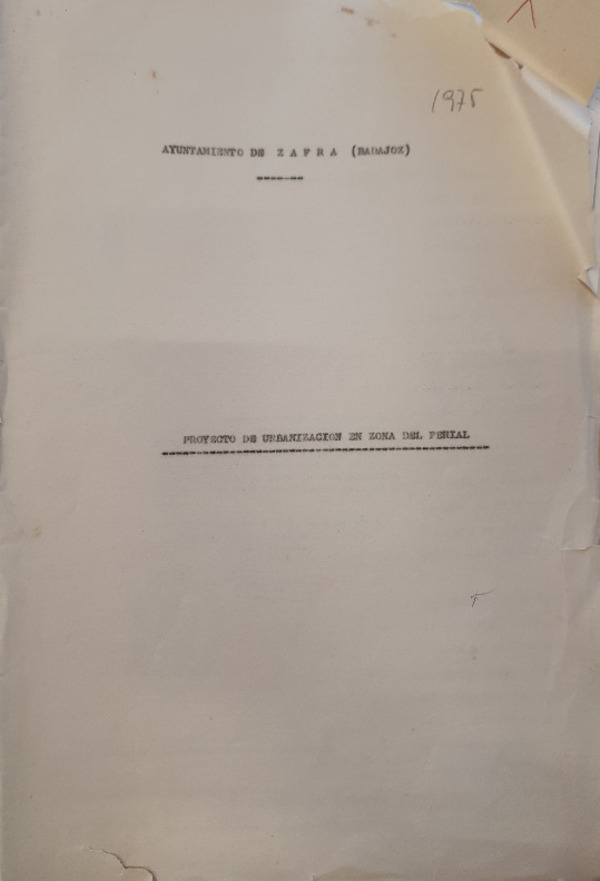 1975
AYUNTAMIENTO DE Z A F R A (BADAJOZ)
PROYECTO DE URBANIZACION EN ZONA DEL FERIAL